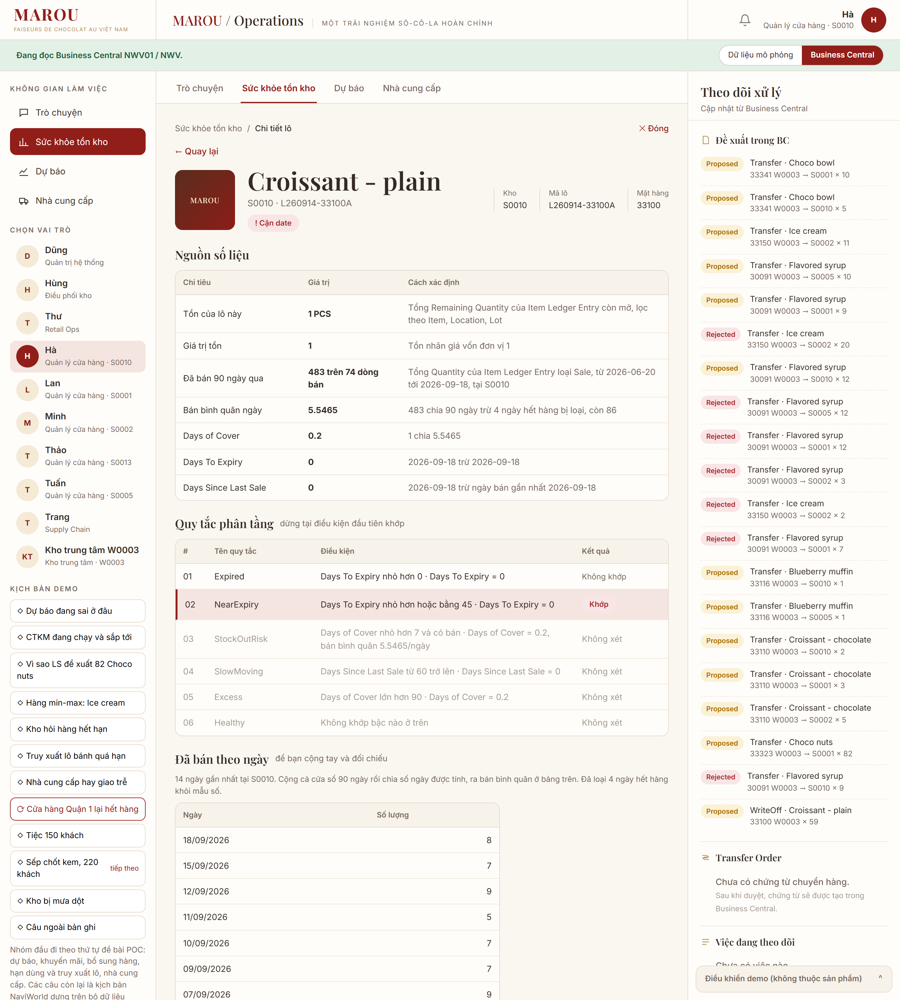 MAROU
FAISEURS DE CHOCOLAT AU VIỆT NAM
MAROU / Operations
MỘT TRẢI NGHIỆM SÔ-CÔ-LA HOÀN CHỈNH
Hà
Quản lý cửa hàng · S0010
H
Đang đọc Business Central NWV01 / NWV.
Dữ liệu mô phỏng
Business Central
KHÔNG GIAN LÀM VIỆC
Trò chuyện
Sức khỏe tồn kho
Dự báo
Nhà cung cấp
CHỌN VAI TRÒ
D
Dũng
Quản trị hệ thống
H
Hùng
Điều phối kho
T
Thư
Retail Ops
H
Hà
Quản lý cửa hàng · S0010
L
Lan
Quản lý cửa hàng · S0001
M
Minh
Quản lý cửa hàng · S0002
T
Thảo
Quản lý cửa hàng · S0013
T
Tuấn
Quản lý cửa hàng · S0005
T
Trang
Supply Chain
KT
Kho trung tâm W0003
Kho trung tâm · W0003
KỊCH BẢN DEMO
◇ Dự báo đang sai ở đâu
◇ CTKM đang chạy và sắp tới
◇ Vì sao LS đề xuất 82 Choco
nuts
◇ Hàng min-max: Ice cream
◇ Kho hỏi hàng hết hạn
◇ Truy xuất lô bánh quá hạn
◇ Nhà cung cấp hay giao trễ
⟳ Cửa hàng Quận 1 lại hết hàng
◇ Tiệc 150 khách
◇ Sếp chốt kem, 220
khách
tiếp theo
◇ Kho bị mưa dột
◇ Câu ngoài bản ghi
Nhóm đầu đi theo thứ tự đề bài POC:
dự báo, khuyến mãi, bổ sung hàng,
hạn dùng và truy xuất lô, nhà cung
cấp. Các câu còn lại là kịch bản
NaviWorld dựng trên bộ dữ liệu
Trò chuyện
Sức khỏe tồn kho
Dự báo
Nhà cung cấp
Sức khỏe tồn kho / Chi tiết lô
× Đóng
← Quay lại
MAROU
Croissant - plain
S0010 · L260914-33100A
! Cận date
Kho
S0010
Mã lô
L260914-33100A
Mặt hàng
33100
Nguồn số liệu
Chỉ tiêu Giá trị Cách xác định
Tồn của lô này 1 PCS Tổng Remaining Quantity của Item Ledger Entry còn mở, lọc
theo Item, Location, Lot
Giá trị tồn 1 Tồn nhân giá vốn đơn vị 1
Đã bán 90 ngày qua 483 trên 74 dòng
bán
Tổng Quantity của Item Ledger Entry loại Sale, từ 2026-06-20
tới 2026-09-18, tại S0010
Bán bình quân ngày 5.5465 483 chia 90 ngày trừ 4 ngày hết hàng bị loại, còn 86
Days of Cover 0.2 1 chia 5.5465
Days To Expiry 0 2026-09-18 trừ 2026-09-18
Days Since Last Sale 0 2026-09-18 trừ ngày bán gần nhất 2026-09-18
Quy tắc phân tầng dừng tại điều kiện đầu tiên khớp
# Tên quy tắc Điều kiện Kết quả
01 Expired Days To Expiry nhỏ hơn 0 · Days To Expiry = 0 Không khớp
02 NearExpiry Days To Expiry nhỏ hơn hoặc bằng 45 · Days To Expiry = 0 Khớp
03 StockOutRisk Days of Cover nhỏ hơn 7 và có bán · Days of Cover = 0.2,
bán bình quân 5.5465/ngày
Không xét
04 SlowMoving Days Since Last Sale từ 60 trở lên · Days Since Last Sale = 0 Không xét
05 Excess Days of Cover lớn hơn 90 · Days of Cover = 0.2 Không xét
06 Healthy Không khớp bậc nào ở trên Không xét
Đã bán theo ngày để bạn cộng tay và đối chiếu
14 ngày gần nhất tại S0010. Cộng cả cửa sổ 90 ngày rồi chia số ngày được tính, ra bán bình quân ở bảng trên. Đã loại 4 ngày hết hàng
khỏi mẫu số.
Ngày Số lượng
18/09/2026 8
15/09/2026 7
12/09/2026 9
11/09/2026 5
10/09/2026 7
09/09/2026 7
07/09/2026 9
Theo dõi xử lý
Cập nhật từ Business Central
Đề xuất trong BC
Proposed Transfer · Choco bowl
33341 W0003 → S0001 × 10
Proposed Transfer · Choco bowl
33341 W0003 → S0010 × 5
Proposed Transfer · Ice cream
33150 W0003 → S0002 × 11
Proposed Transfer · Flavored syrup
30091 W0003 → S0005 × 10
Proposed Transfer · Flavored syrup
30091 W0003 → S0001 × 9
Rejected Transfer · Ice cream
33150 W0003 → S0002 × 20
Proposed Transfer · Flavored syrup
30091 W0003 → S0010 × 12
Rejected Transfer · Flavored syrup
30091 W0003 → S0005 × 12
Rejected Transfer · Flavored syrup
30091 W0003 → S0001 × 12
Rejected Transfer · Flavored syrup
30091 W0003 → S0002 × 3
Rejected Transfer · Ice cream
33150 W0003 → S0002 × 2
Rejected Transfer · Flavored syrup
30091 W0003 → S0001 × 7
Proposed Transfer · Blueberry muffin
33116 W0003 → S0010 × 1
Proposed Transfer · Blueberry muffin
33116 W0003 → S0005 × 1
Proposed Transfer · Croissant - chocolate
33110 W0003 → S0010 × 2
Proposed Transfer · Croissant - chocolate
33110 W0003 → S0001 × 3
Proposed Transfer · Croissant - chocolate
33110 W0003 → S0002 × 5
Proposed Transfer · Choco nuts
33323 W0003 → S0001 × 82
Rejected Transfer · Flavored syrup
30091 W0003 → S0010 × 9
Proposed WriteOff · Croissant - plain
33100 W0003 × 59
Transfer Order
Chưa có chứng từ chuyển hàng.
Sau khi duyệt, chứng từ sẽ được tạo trong
Business Central.
Việc đang theo dõi
Chưa có việc nào
Điều khiển demo (không thuộc sản phẩm) ^